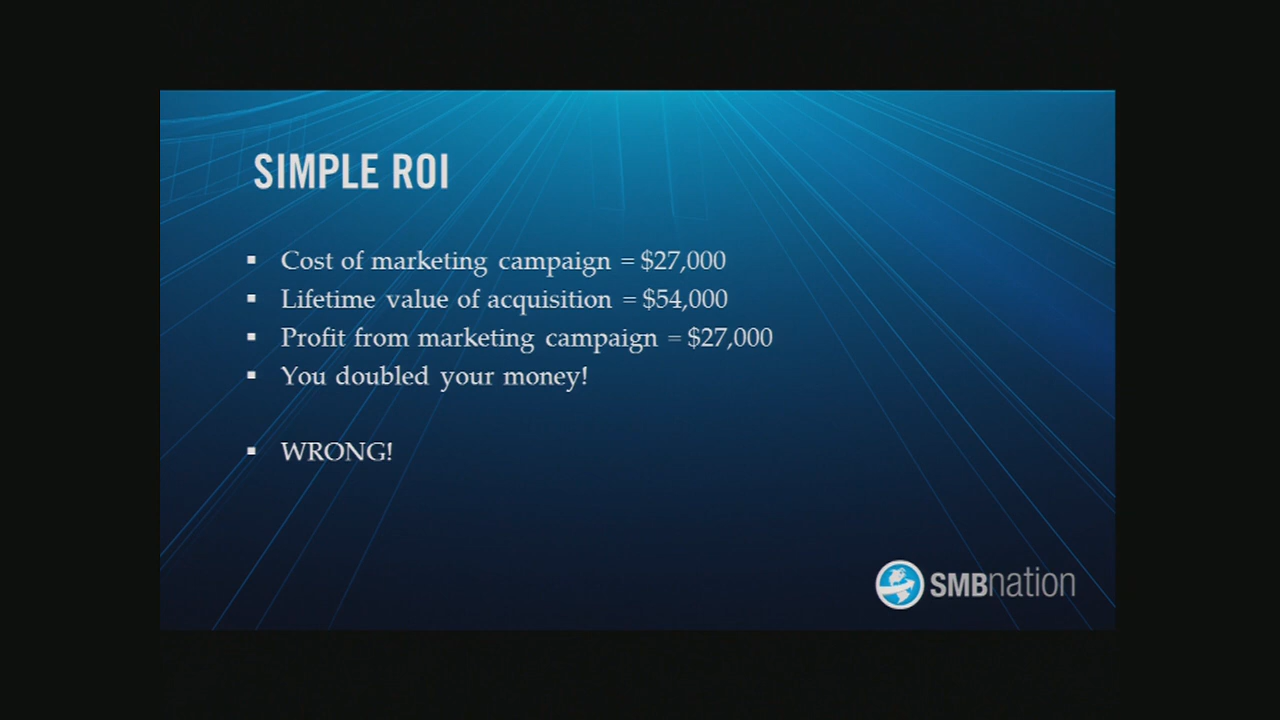 SIMPLE ROI
▪ Cost of marketing campaign = $27,000
▪ Lifetime value of acquisition = $54,000
▪ Profit from marketing campaign = $27,000
▪ You doubled your money!
▪ WRONG!
SMBnation